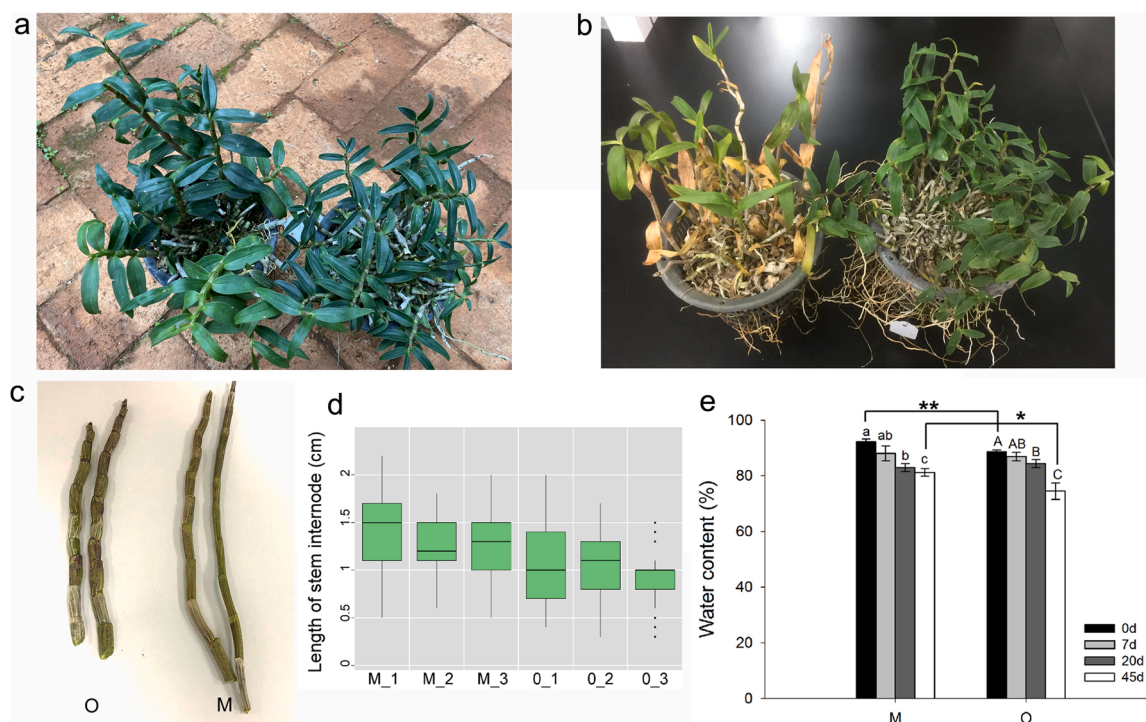 a
b
c
O
M
d
Length of stem internode (cm)
2
1.5
1
0.5
0
M_1
M_2
M_3
0_1
0_2
0_3
e
Water content (%)
100
80
60
40
20
0
**
*
a
ab
b
c
A
AB
B
C
0d
7d
20d
45d
M
O